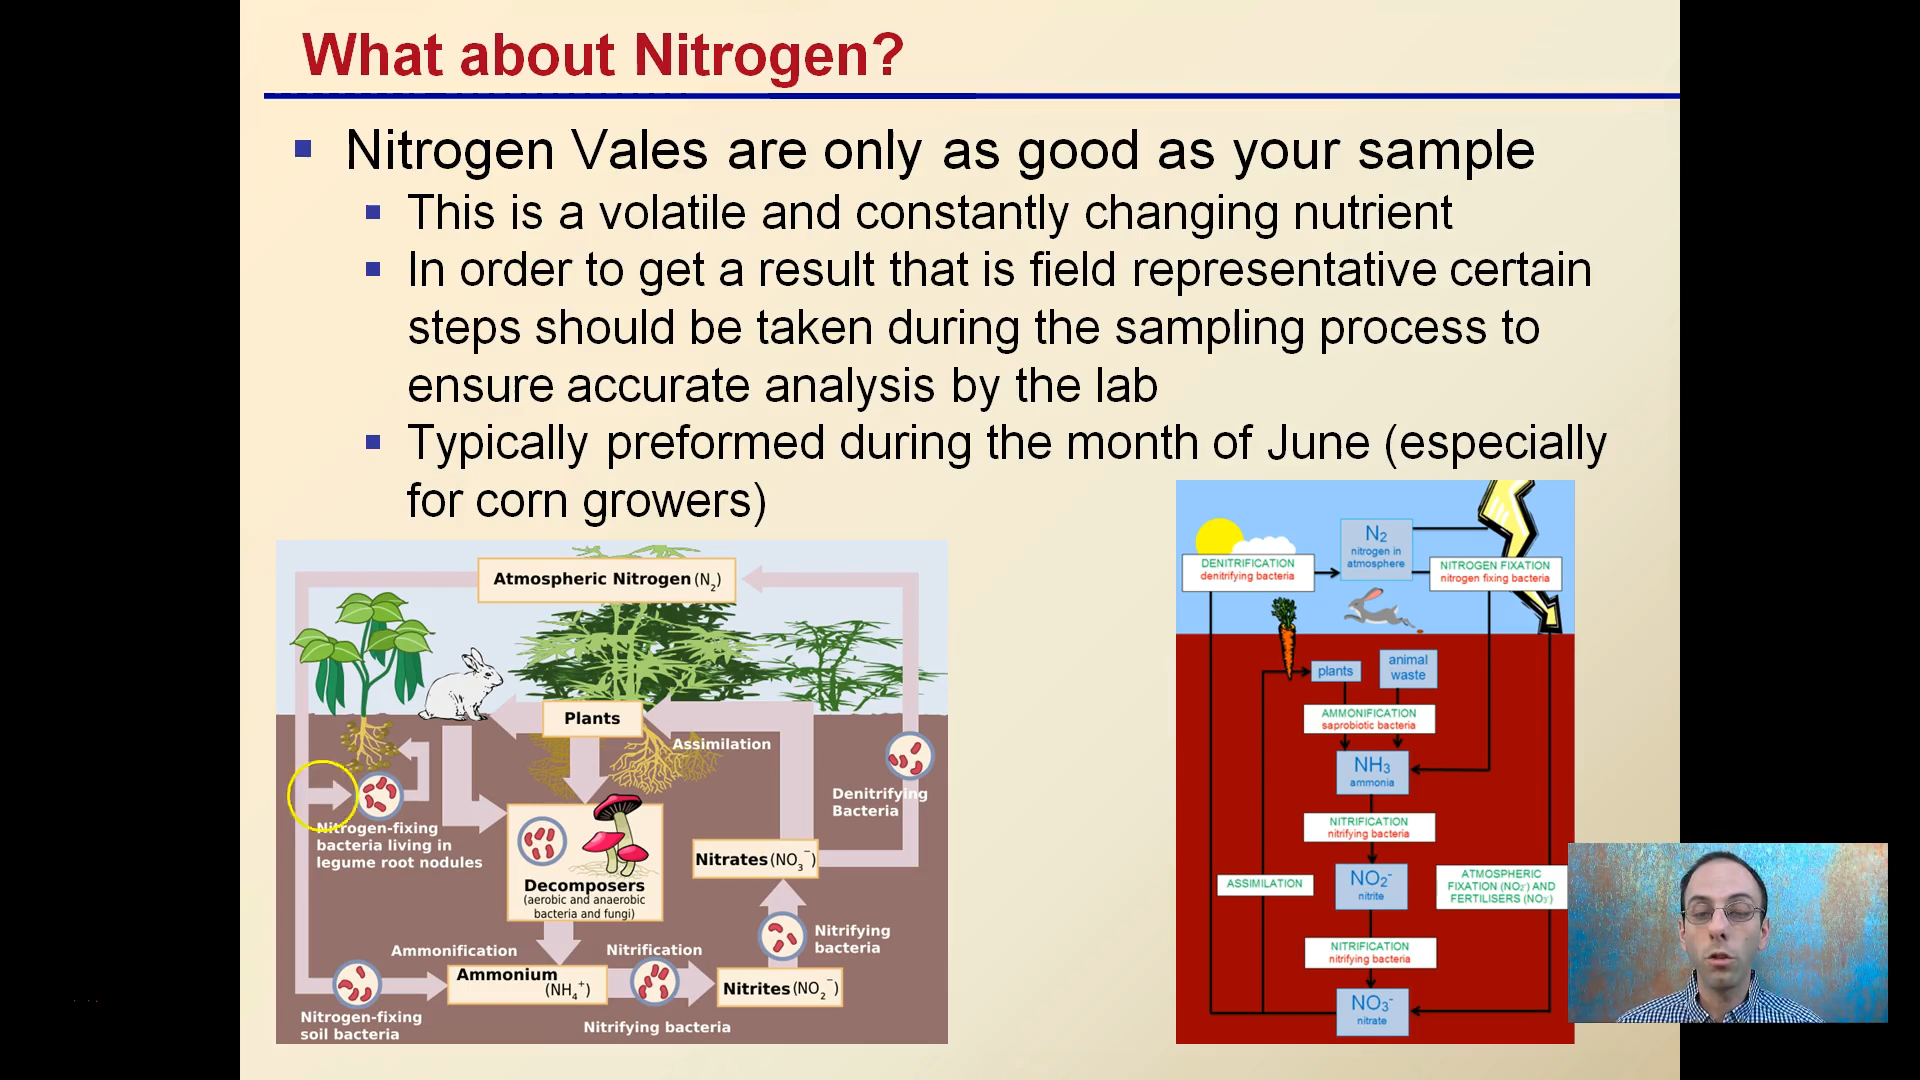 What about Nitrogen?
Nitrogen Vales are only as good as your sample
This is a volatile and constantly changing nutrient
In order to get a result that is field representative certain
steps should be taken during the sampling process to
ensure accurate analysis by the lab
Typically preformed during the month of June (especially
for corn growers)
Atmospheric Nitrogen (N2)
Plants
Assimilation
Denitrifying
Bacteria
Nitrogen-fixing
bacteria living in
legume root nodules
Decomposers
(aerobic and anaerobic
bacteria and fungi)
Nitrates (NO3−)
Nitrifying
bacteria
Ammonification
Nitrification
Ammonium
(NH4+)
Nitrites (NO2−)
Nitrogen-fixing
soil bacteria
Nitrifying bacteria
N2
nitrogen in
atmosphere
DENITRIFICATION
denitrifying bacteria
NITROGEN FIXATION
nitrogen fixing bacteria
plants
animal
waste
AMMONIFICATION
saprobiotic bacteria
NH3
ammonia
NITRIFICATION
nitrifying bacteria
ASSIMILATION
NO2-
nitrite
ATMOSPHERIC
FIXATION (NO2-) AND
FERTILISERS (NO3-)
NITRIFICATION
nitrifying bacteria
NO3-
nitrate